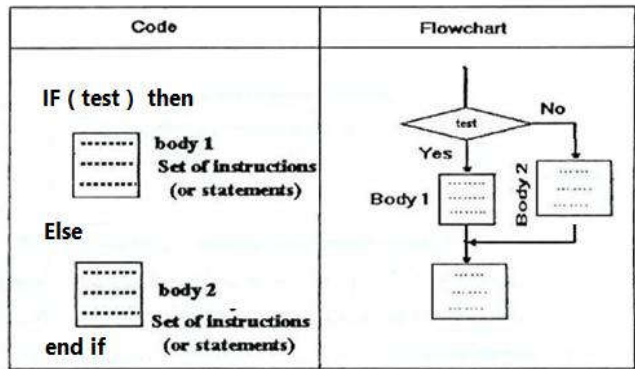 Code
Flowchart
IF ( test ) then
body 1
Set of instructions
(or statements)
Else
body 2
Set of instructions
(or statements)
end if
test
No
Yes
Body 1
Body 2